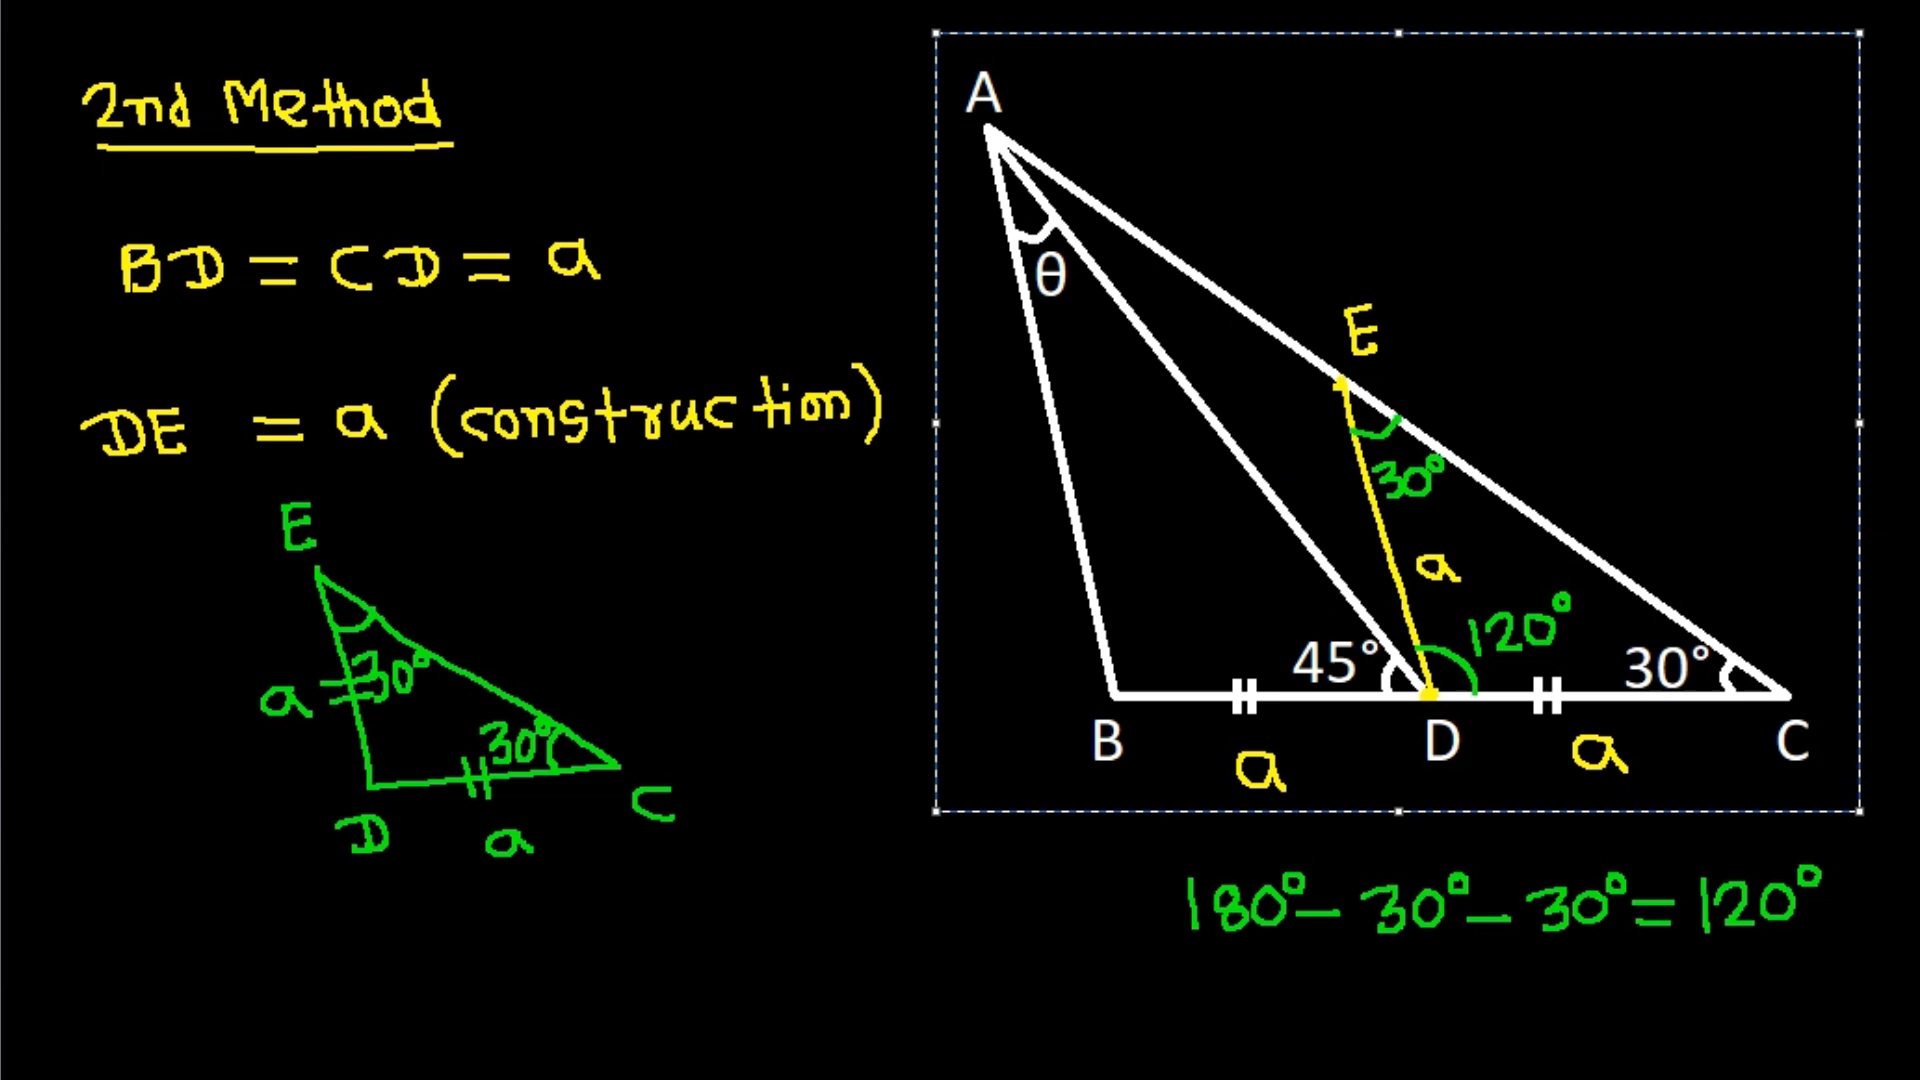 2nd Method
BD = CD = a
DE = a (construction)
E
30°
a
30°
D
a
C
A
θ
E
30°
a
120°
45°
30°
B
D
C
a
a
180° - 30° - 30° = 120°